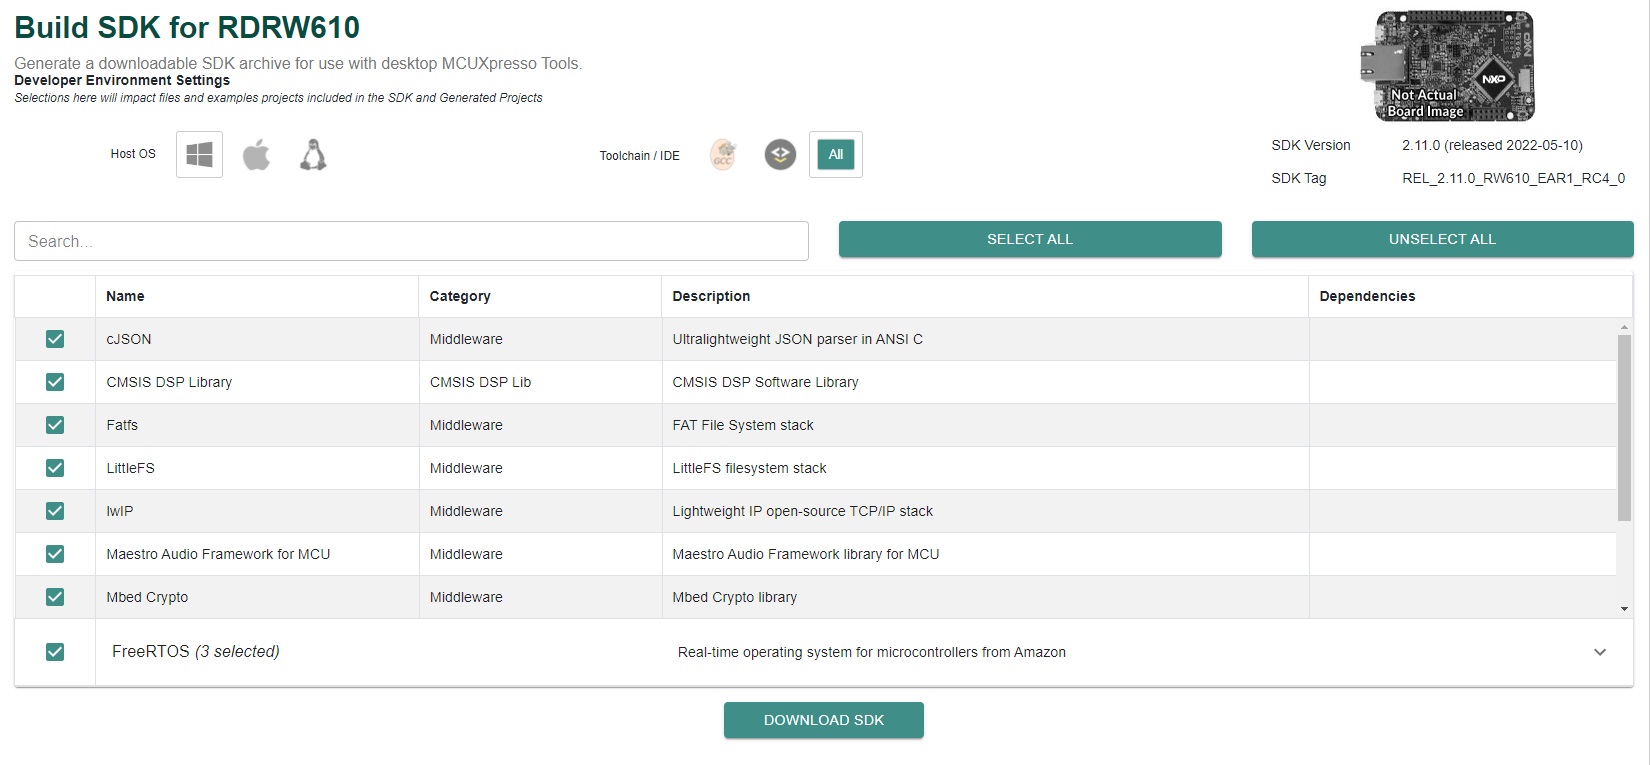 Build SDK for RDRW610
Generate a downloadable SDK archive for use with desktop MCUXpresso Tools.
Developer Environment Settings
Selections here will impact files and examples projects included in the SDK and Generated Projects
NXP
NXP
Not Actual
Board Image
Host OS
Toolchain / IDE
GCC
All
SDK Version 2.11.0 (released 2022-05-10)
SDK Tag REL_2.11.0_RW610_EAR1_RC4_0
Search...
SELECT ALL
UNSELECT ALL
Name Category Description Dependencies
cJSON Middleware Ultralightweight JSON parser in ANSI C
CMSIS DSP Library CMSIS DSP Lib CMSIS DSP Software Library
Fatfs Middleware FAT File System stack
LittleFS Middleware LittleFS filesystem stack
lwIP Middleware Lightweight IP open-source TCP/IP stack
Maestro Audio Framework for MCU Middleware Maestro Audio Framework library for MCU
Mbed Crypto Middleware Mbed Crypto library
FreeRTOS (3 selected) Real-time operating system for microcontrollers from Amazon
DOWNLOAD SDK